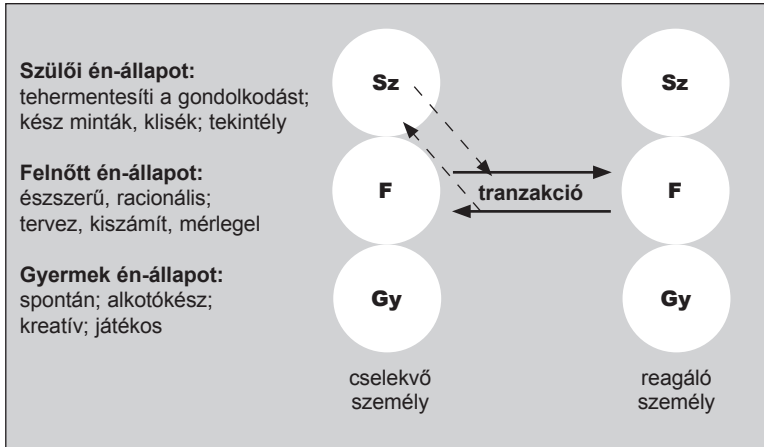 Szülői én-állapot:
tehermentesíti a gondolkodást;
kész minták, klisék; tekintély
Felnőtt én-állapot:
észszerű, racionális;
tervez, kiszámít, mérlegel
Gyermek én-állapot:
spontán; alkotókész;
kreatív; játékos
Sz
F
Gy
cselekvő
személy
tranzakció
Sz
F
Gy
reagáló
személy